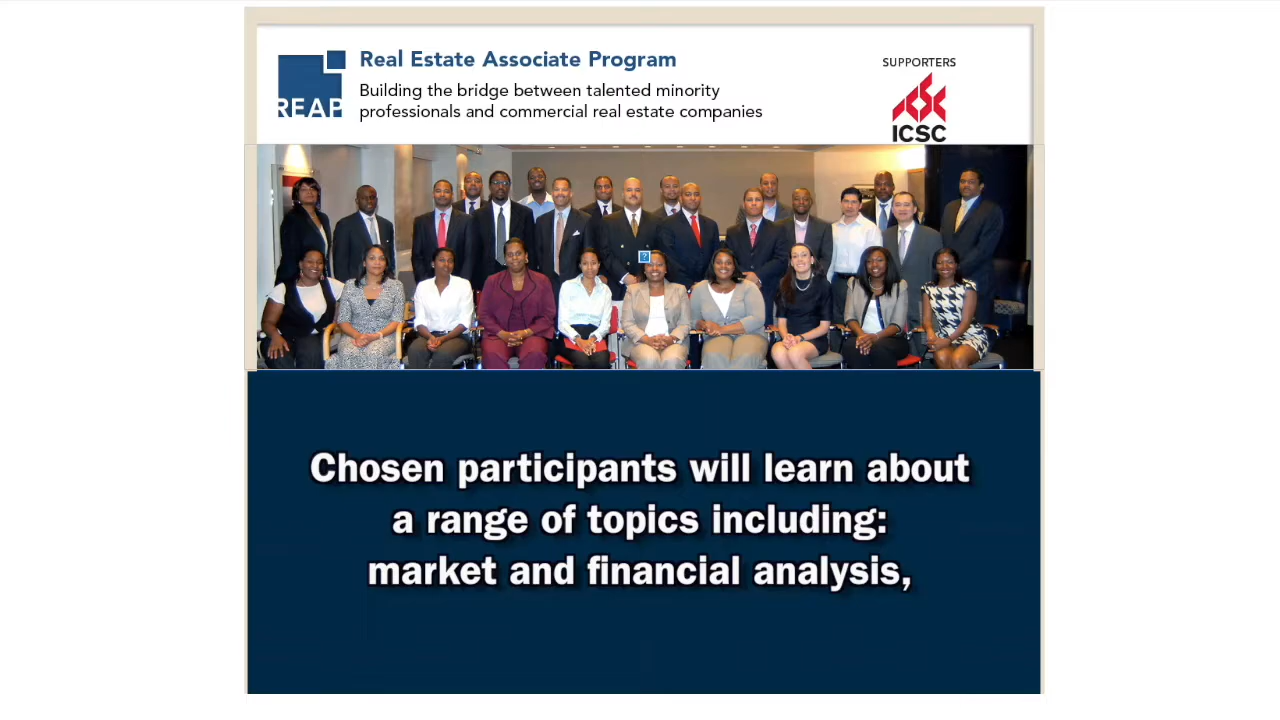 Real Estate Associate Program
Building the bridge between talented minority
professionals and commercial real estate companies
REAP
SUPPORTERS
ICSC
?
Chosen participants will learn about
a range of topics including:
market and financial analysis,